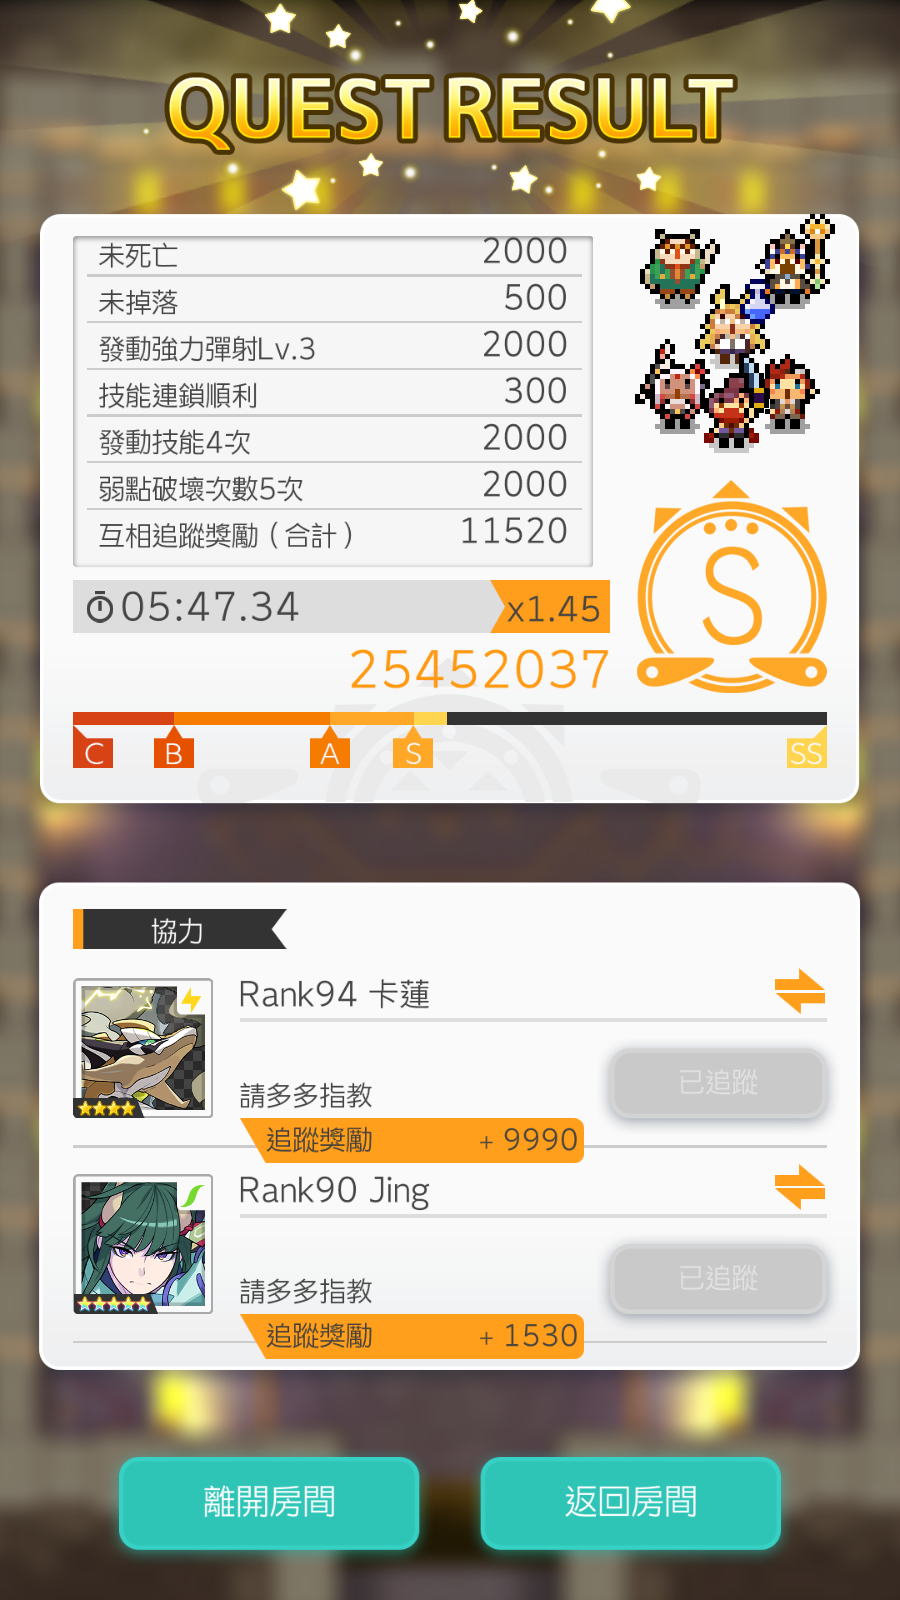 QUEST RESULT
未死亡 2000
未掉落 500
發動強力彈射Lv.3 2000
技能連鎖順利 300
發動技能4次 2000
弱點破壞次數5次 2000
互相追蹤獎勵(合計) 11520
05:47.34 x1.45
S
25452037
C B A S SS
協力
Rank94 卡蓮
請多多指教
已追蹤
追蹤獎勵 + 9990
Rank90 Jing
請多多指教
已追蹤
追蹤獎勵 + 1530
離開房間 返回房間